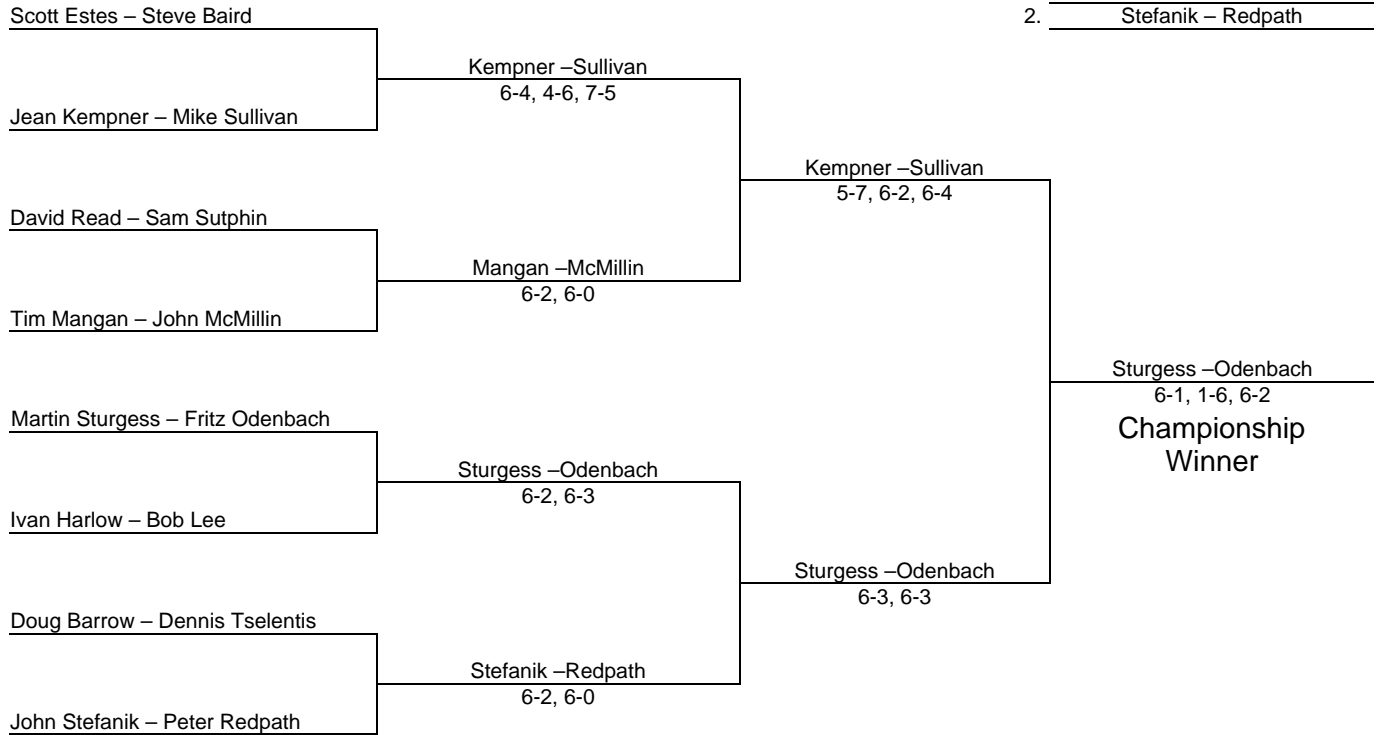 Scott Estes – Steve Baird
2. Stefanik – Redpath
Kempner –Sullivan
6-4, 4-6, 7-5
Jean Kempner – Mike Sullivan
Kempner –Sullivan
5-7, 6-2, 6-4
David Read – Sam Sutphin
Mangan –McMillin
6-2, 6-0
Tim Mangan – John McMillin
Sturgess –Odenbach
6-1, 1-6, 6-2
Championship
Winner
Martin Sturgess – Fritz Odenbach
Sturgess –Odenbach
6-2, 6-3
Ivan Harlow – Bob Lee
Sturgess –Odenbach
6-3, 6-3
Doug Barrow – Dennis Tselentis
Stefanik –Redpath
6-2, 6-0
John Stefanik – Peter Redpath